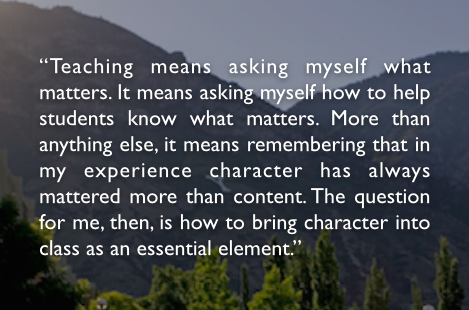 “Teaching means asking myself what
matters. It means asking myself how to help
students know what matters. More than
anything else, it means remembering that in
my experience character has always
mattered more than content. The question
for me, then, is how to bring character into
class as an essential element.”